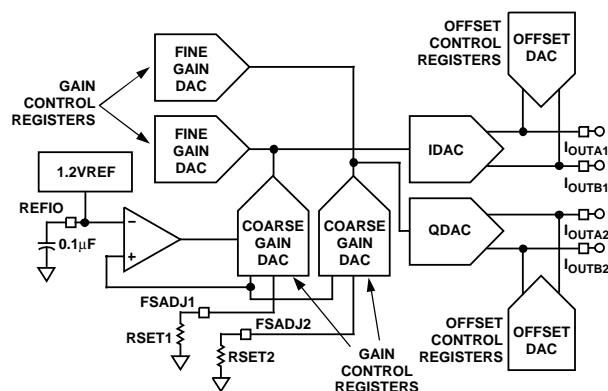 FINE
GAIN
DAC
GAIN
CONTROL
REGISTERS
FINE
GAIN
DAC
OFFSET
CONTROL
REGISTERS
OFFSET
DAC
IDAC
IOUTA1
IOUTB1
1.2VREF
REFIO
0.1µF
−
+
COARSE
GAIN
DAC
COARSE
GAIN
DAC
QDAC
IOUTA2
IOUTB2
FSADJ1
RSET1
FSADJ2
RSET2
GAIN
CONTROL
REGISTERS
OFFSET
CONTROL
REGISTERS
OFFSET
DAC